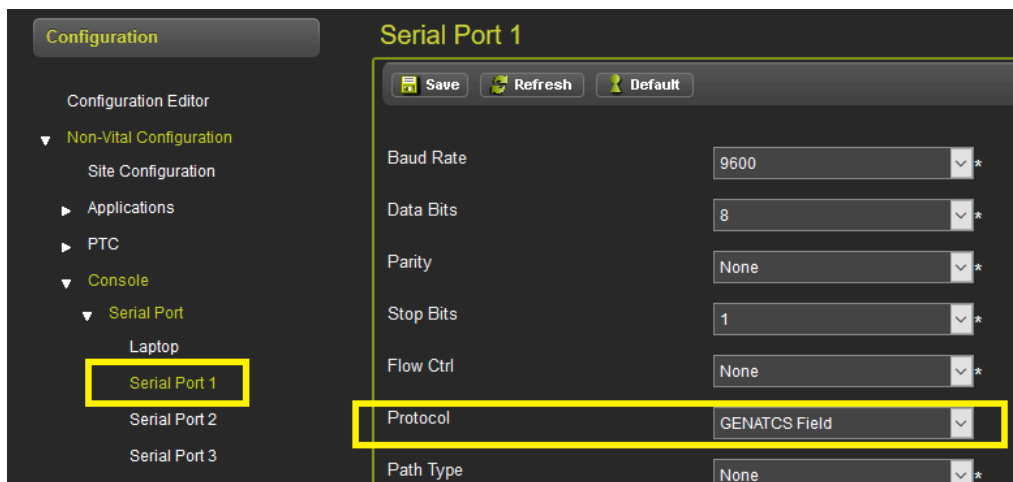 Configuration
Configuration Editor
Non-Vital Configuration
Site Configuration
Applications
PTC
Console
Serial Port
Laptop
Serial Port 1
Serial Port 2
Serial Port 3
Serial Port 1
Save Refresh Default
Baud Rate 9600 *
Data Bits 8 *
Parity None *
Stop Bits 1 *
Flow Ctrl None *
Protocol GENATCS Field
Path Type None *